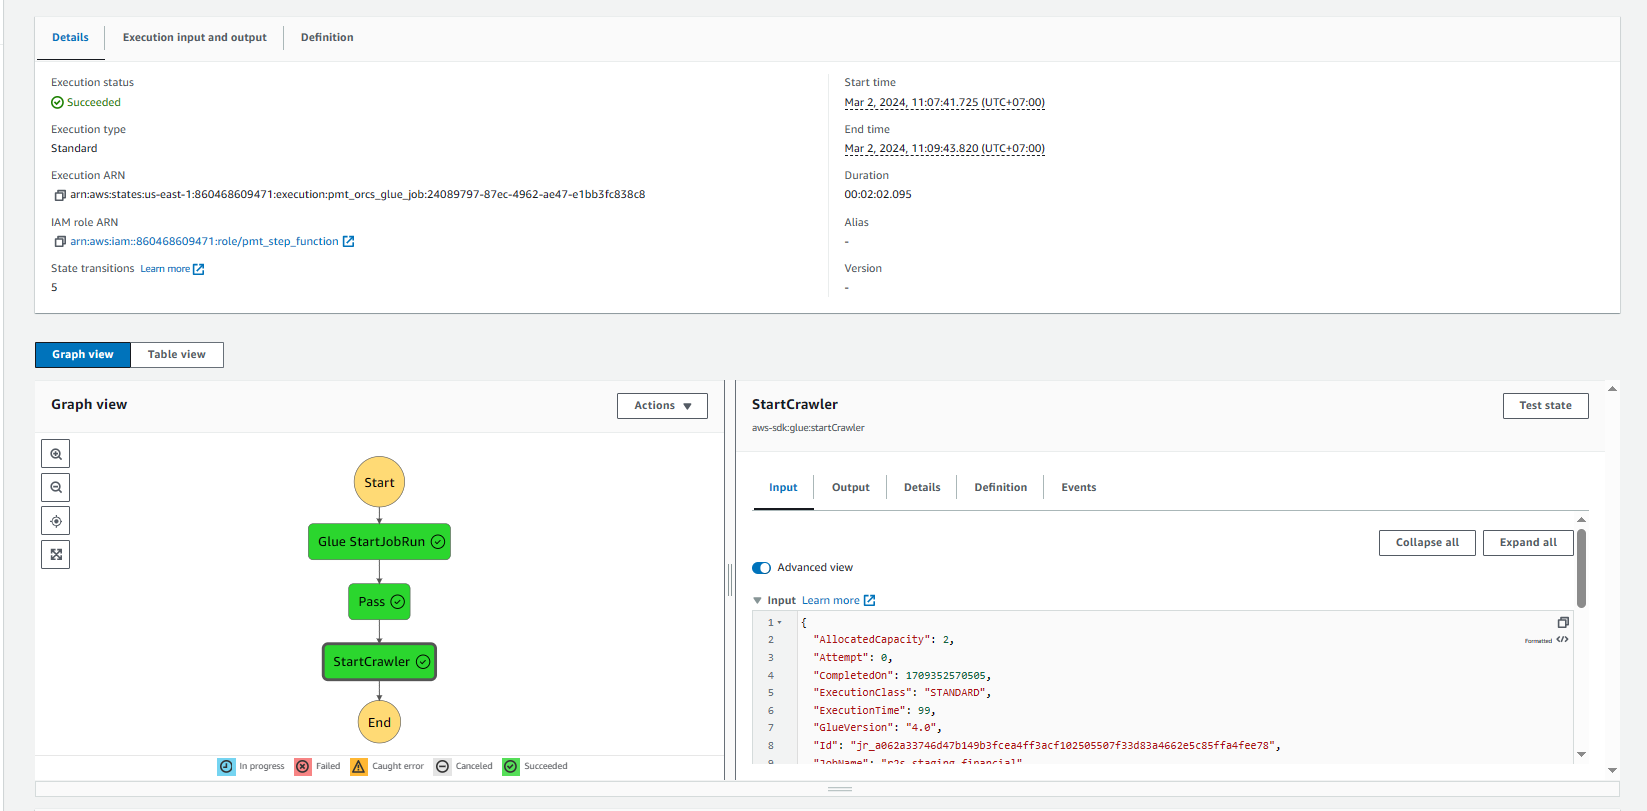 Details
Execution input and output
Definition
Execution status
Succeeded
Execution type
Standard
Execution ARN
arn:aws:states:us-east-1:860468609471:execution:pmt_orcs_glue_job:24089797-87ec-4962-ae47-e1bb3fc838c8
IAM role ARN
arn:aws:iam::860468609471:role/pmt_step_function
State transitions Learn more
5
Start time
Mar 2, 2024, 11:07:41.725 (UTC+07:00)
End time
Mar 2, 2024, 11:09:43.820 (UTC+07:00)
Duration
00:02:02.095
Alias
-
Version
-
Graph view
Table view
Graph view
Actions
Start
Glue StartJobRun
Pass
StartCrawler
End
In progress
Failed
Caught error
Canceled
Succeeded
StartCrawler
Test state
aws-sdk:glue:startCrawler
Input
Output
Details
Definition
Events
Collapse all
Expand all
Advanced view
Input Learn more
Formatted
1 {
2 "AllocatedCapacity": 2,
3 "Attempt": 0,
4 "CompletedOn": 1709352570505,
5 "ExecutionClass": "STANDARD",
6 "ExecutionTime": 99,
7 "GlueVersion": "4.0",
8 "Id": "jr_a062a33746d47b149b3fcea4ff3acf102505507f33d83a4662e5c85ffa4fee78",
9 "JobName":